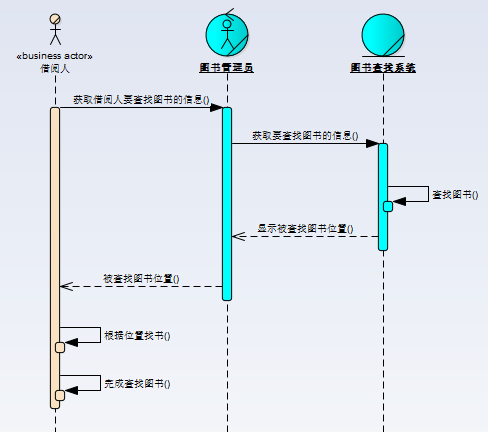 «business actor»
借阅人
图书管理员
图书查找系统
获取借阅人要查找图书的信息()
获取要查找图书的信息()
查找图书()
显示被查找图书位置()
被查找图书位置()
根据位置找书()
完成查找图书()